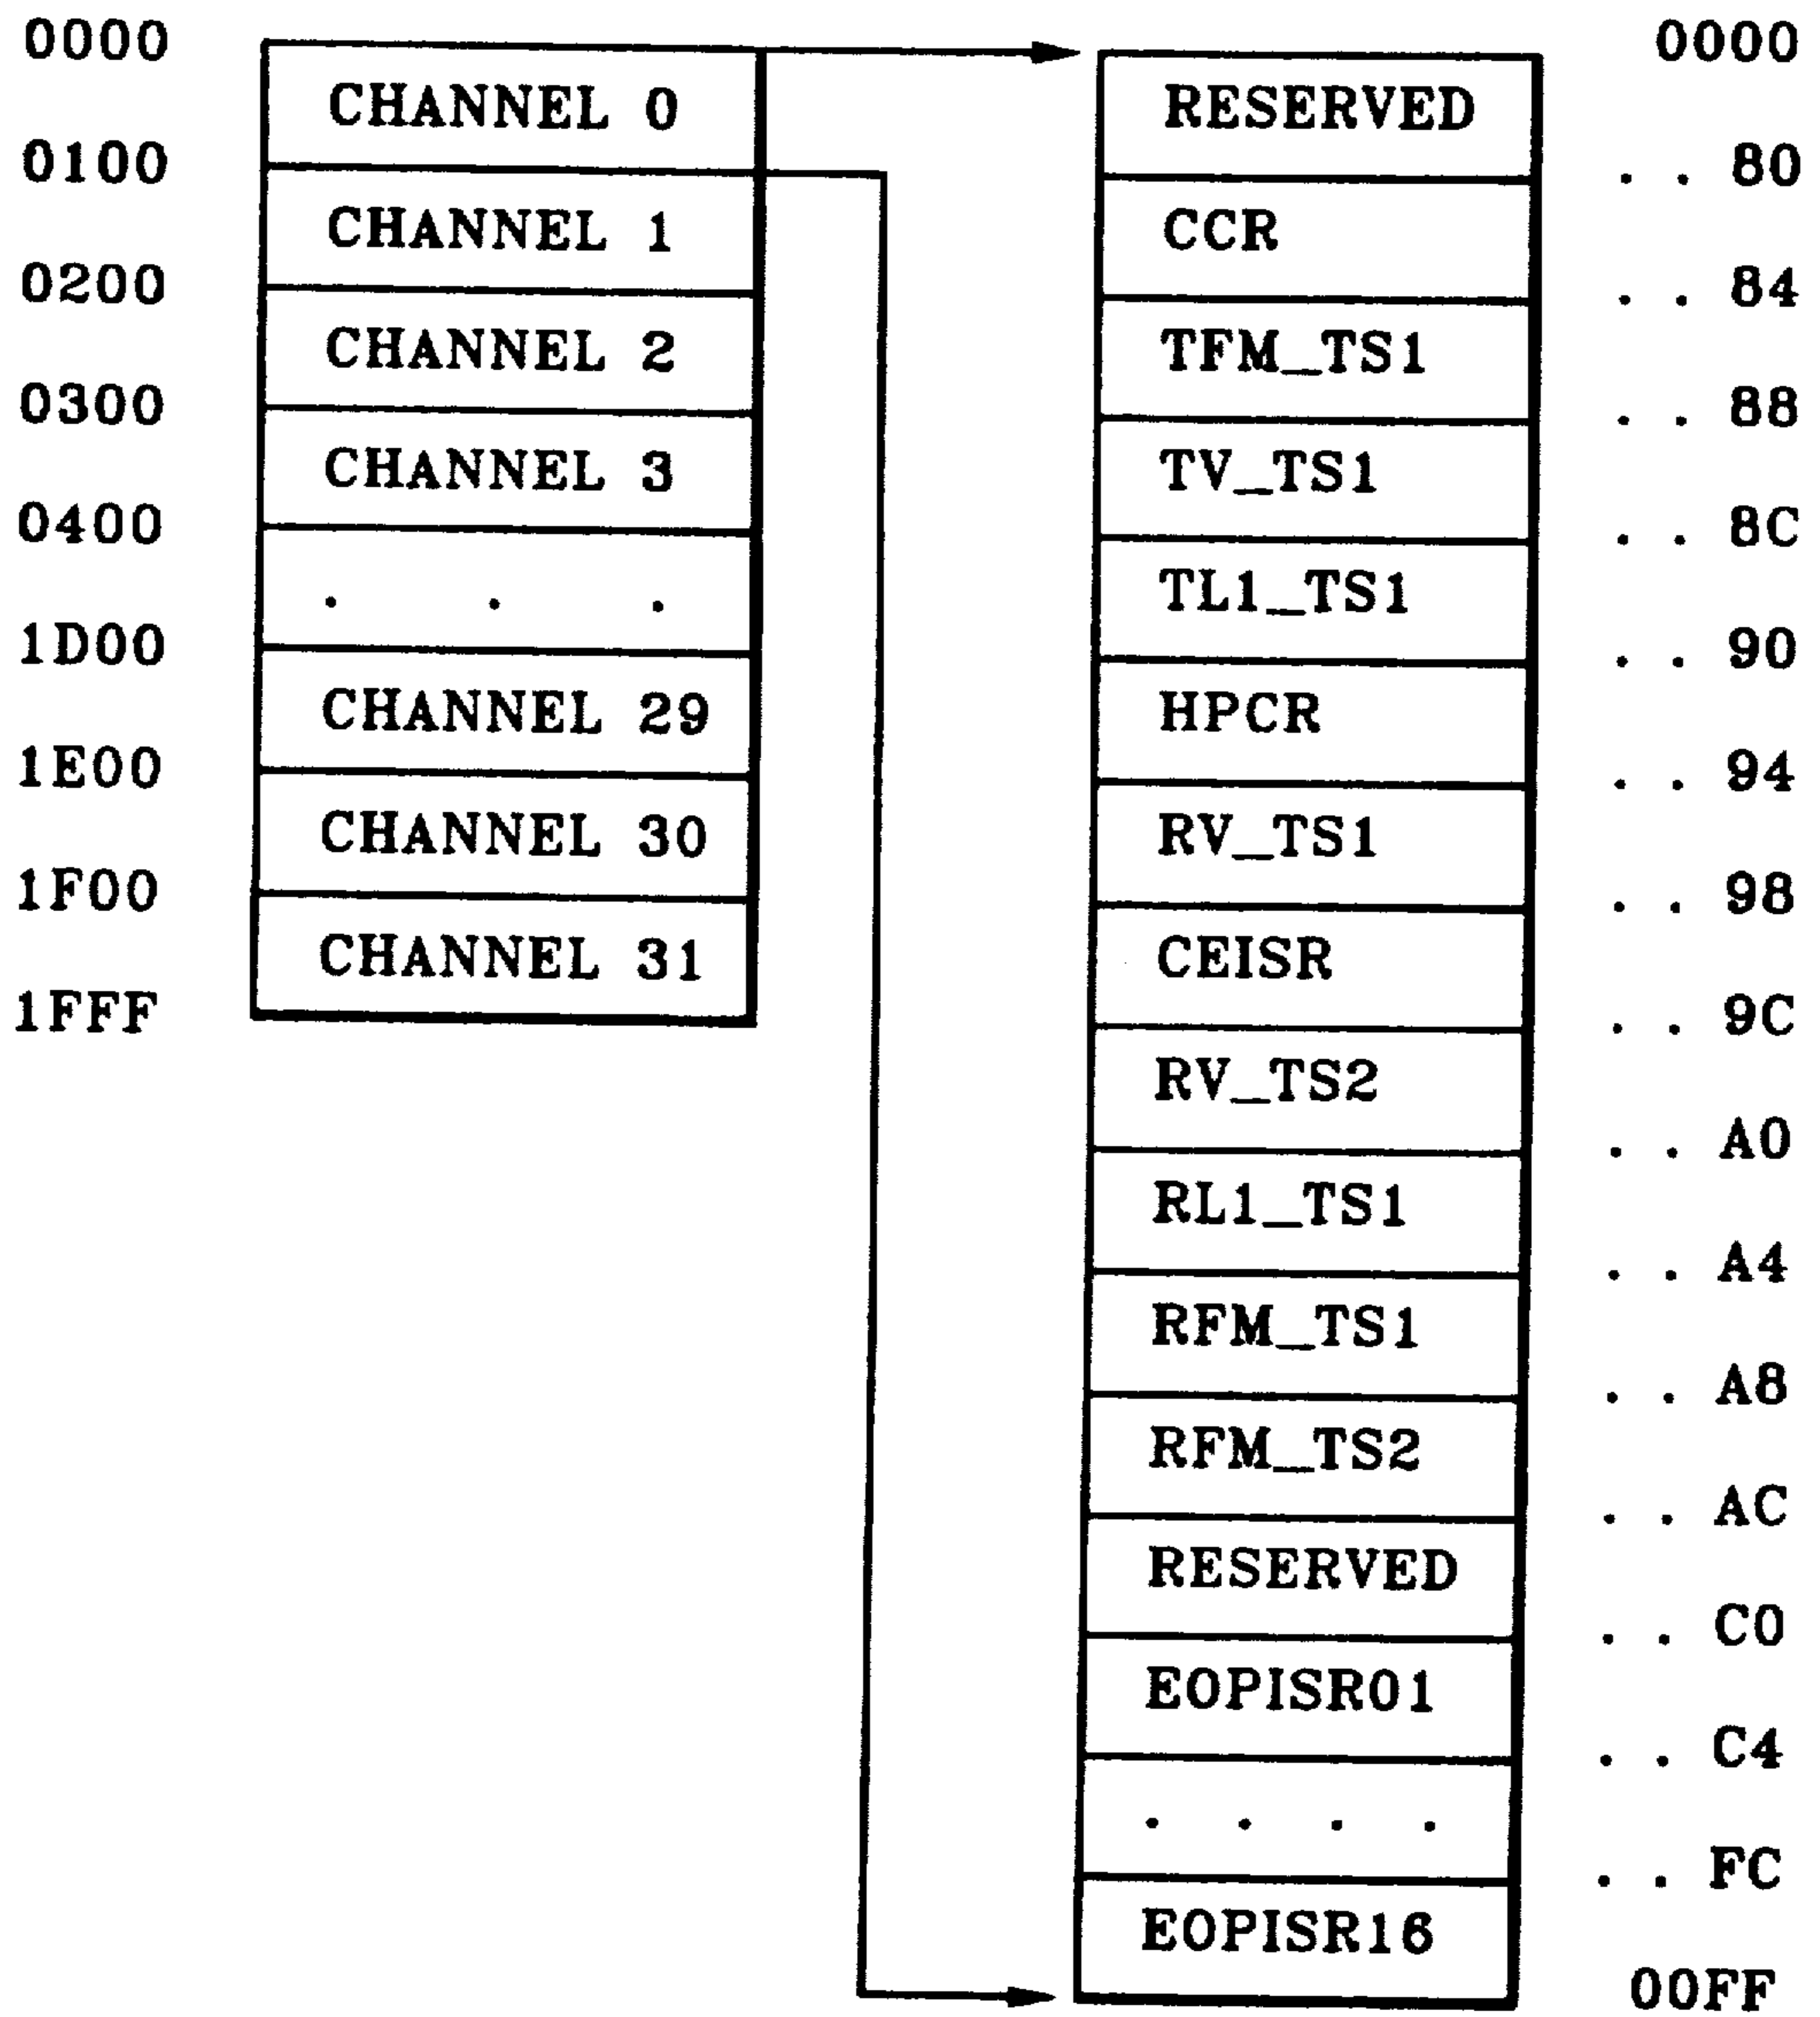 0000
CHANNEL 0
0100
CHANNEL 1
0200
CHANNEL 2
0300
CHANNEL 3
0400
. . .
1D00
CHANNEL 29
1E00
CHANNEL 30
1F00
CHANNEL 31
1FFF
0000
RESERVED
. . 80
CCR
. . 84
TFM_TS1
. . 88
TV_TS1
. . 8C
TL1_TS1
. . 90
HPCR
. . 94
RV_TS1
. . 98
CEISR
. . 9C
RV_TS2
. . A0
RL1_TS1
. . A4
RFM_TS1
. . A8
RFM_TS2
. . AC
RESERVED
. . C0
EOPISR01
. . C4
. . . .
. . FC
EOPISR16
00FF